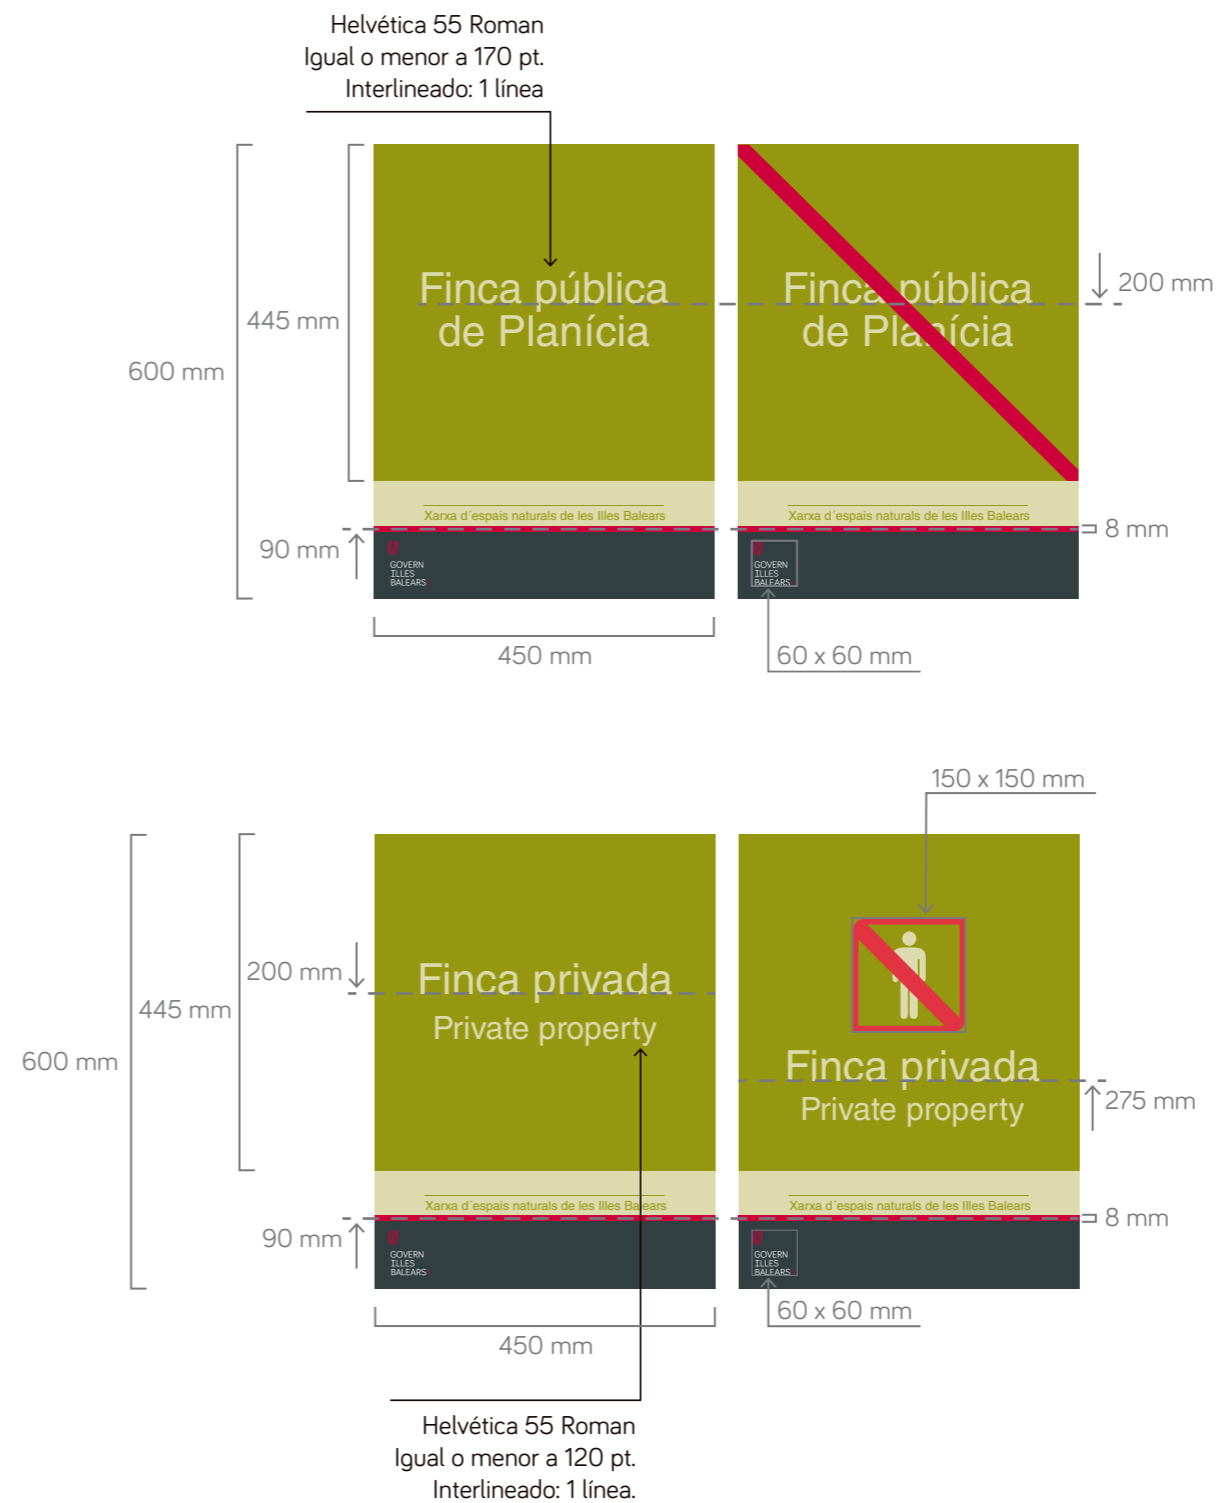 Helvética 55 Roman
Igual o menor a 170 pt.
Interlineado: 1 línea
Finca pública
de Planícia
Finca pública
de Planícia
200 mm
445 mm
600 mm
Xarxa d´espais naturals de les Illes Balears
Xarxa d´espais naturals de les Illes Balears
8 mm
90 mm
GOVERN
ILLES
BALEARS
GOVERN
ILLES
BALEARS
450 mm
60 x 60 mm
150 x 150 mm
200 mm
445 mm
600 mm
Finca privada
Private property
Finca privada
Private property
275 mm
Xarxa d´espais naturals de les Illes Balears
Xarxa d´espais naturals de les Illes Balears
8 mm
90 mm
GOVERN
ILLES
BALEARS
GOVERN
ILLES
BALEARS
450 mm
60 x 60 mm
Helvética 55 Roman
Igual o menor a 120 pt.
Interlineado: 1 línea.